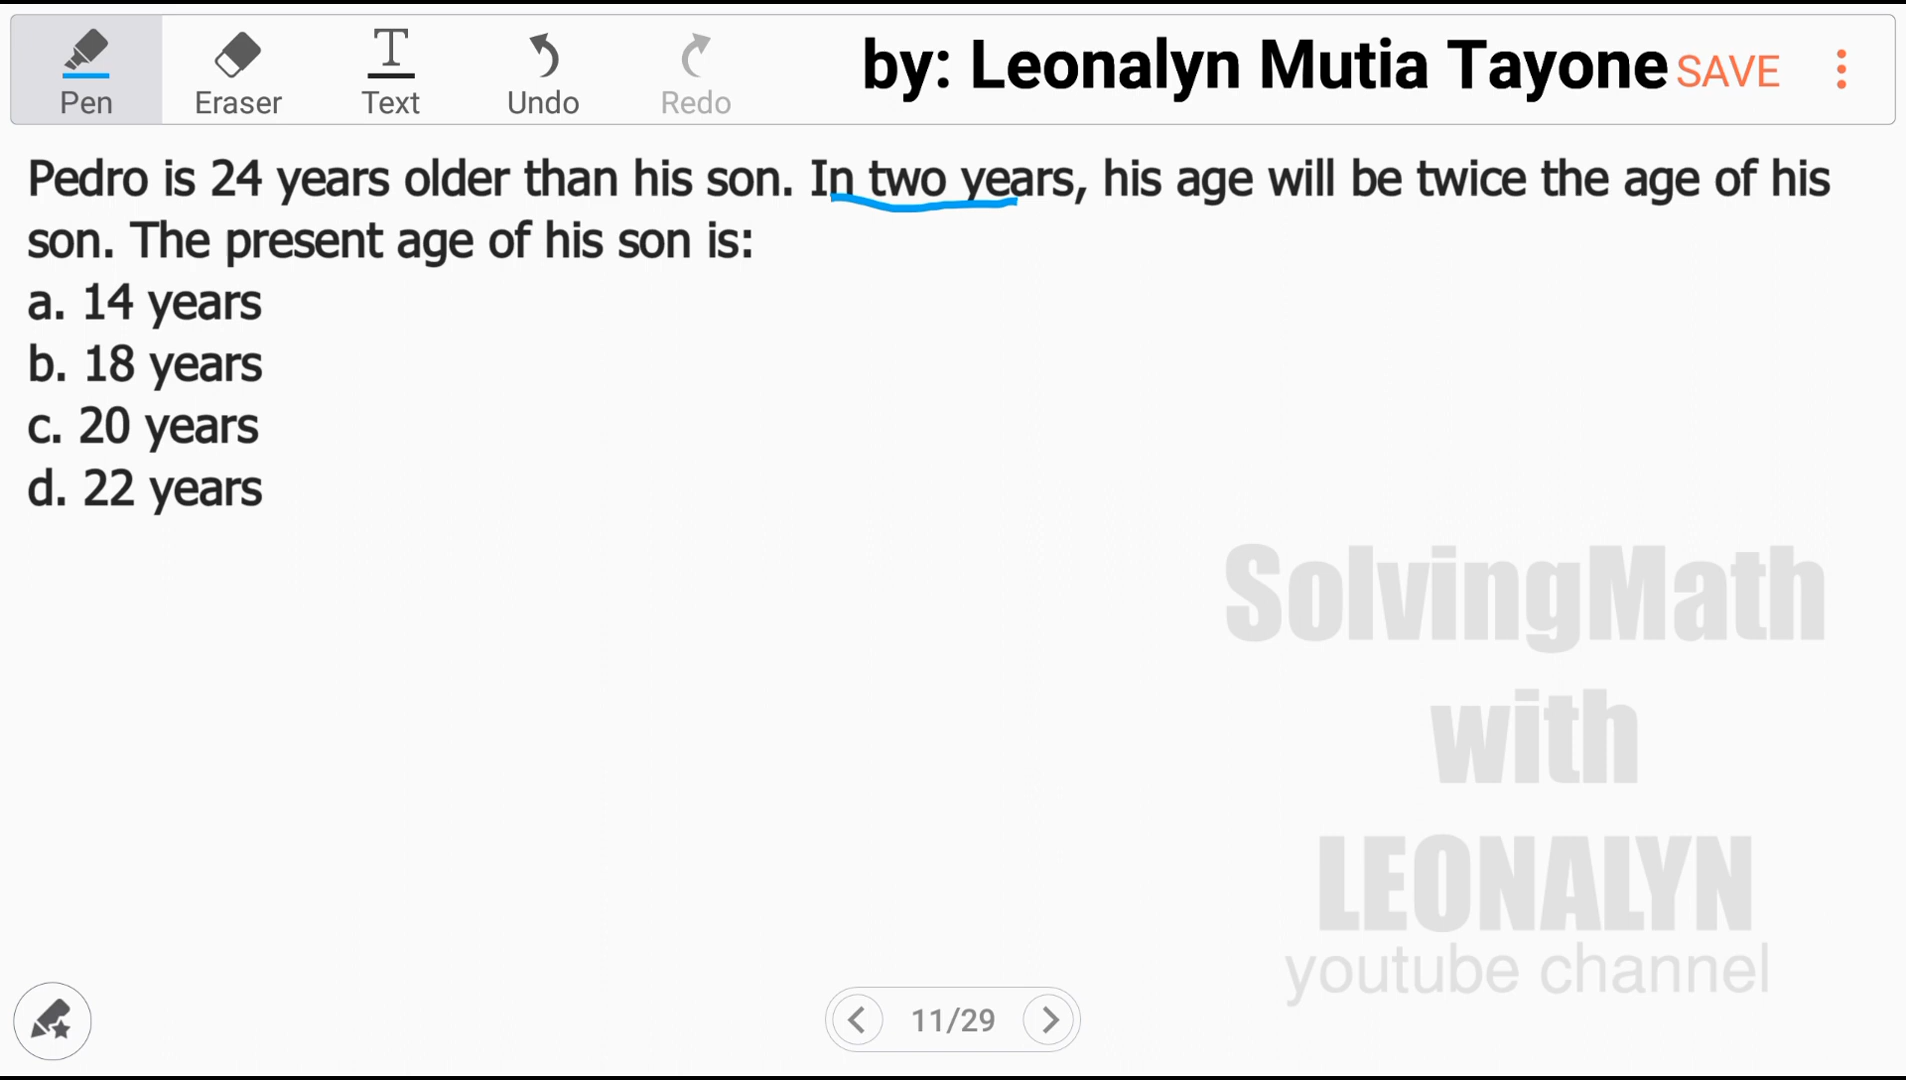 Pen
Eraser
Text
Undo
Redo
by: Leonalyn Mutia Tayone
SAVE
Pedro is 24 years older than his son. In two years, his age will be twice the age of his
son. The present age of his son is:
a. 14 years
b. 18 years
c. 20 years
d. 22 years
SolvingMath
with
LEONALYN
youtube channel
11/29